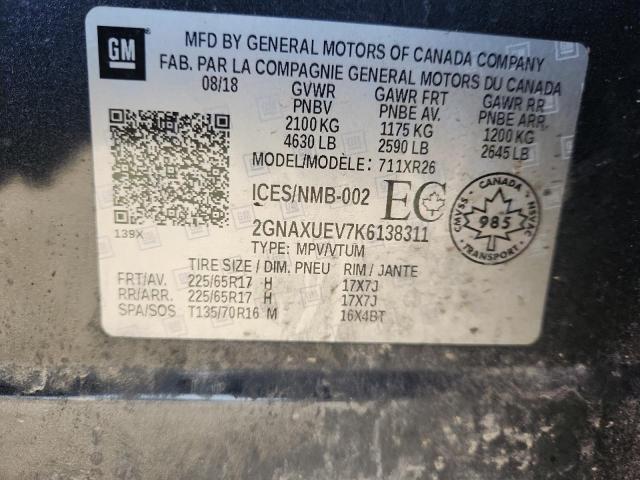 GM
MFD BY GENERAL MOTORS OF CANADA COMPANY
FAB. PAR LA COMPAGNIE GENERAL MOTORS DU CANADA
08/18 GVWR GAWR FRT GAWR RR
PNBV PNBE AV. PNBE ARR.
2100 KG 1175 KG 1200 KG
4630 LB 2590 LB 2645 LB
MODEL/MODÈLE: 711XR26
ICES/NMB-002 EC
CANADA
CMVSS 985 NSVAC
139X
2GNAXUEV7K6138311
TYPE: MPV/VTUM
TIRE SIZE / DIM. PNEU RIM / JANTE
FRT/AV. 225/65R17 H 17X7J
RR/ARR. 225/65R17 H 17X7J
SPA/SOS T135/70R16 M 16X4BT